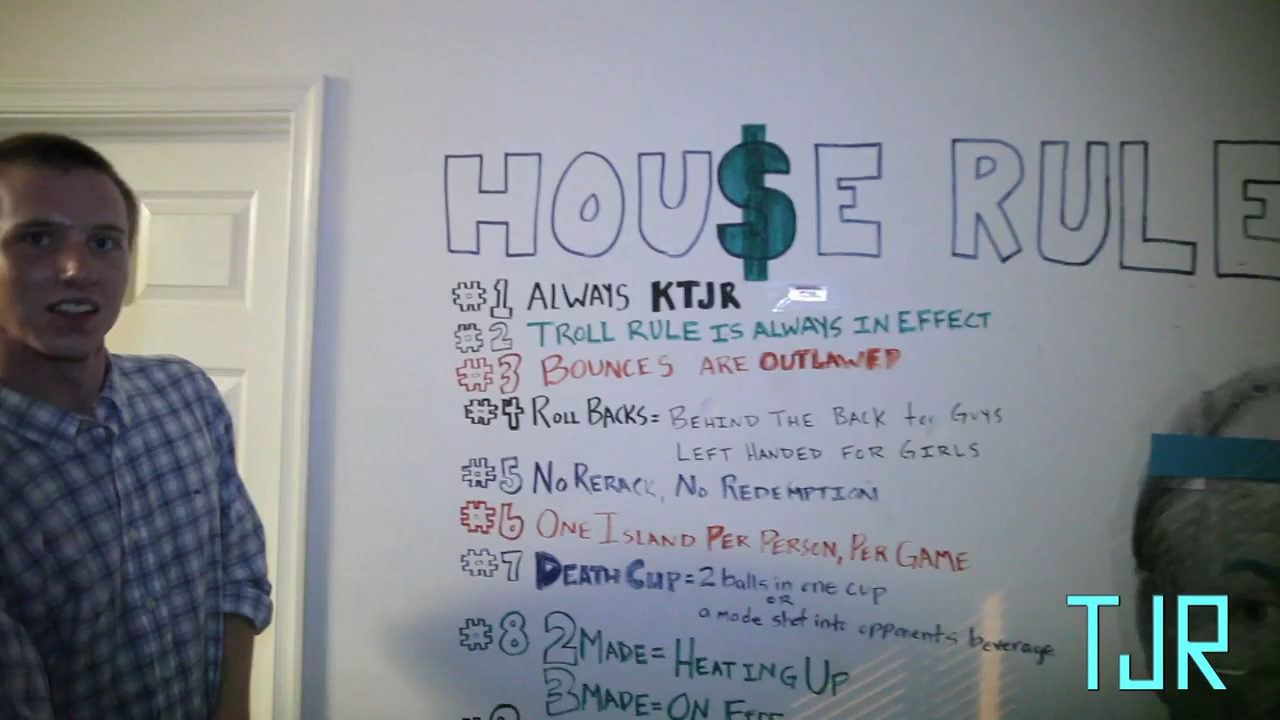 HOU$E RULE
#1 ALWAYS KTJR
#2 TROLL RULE IS ALWAYS IN EFFECT
#3 BOUNCES ARE OUTLAWED
#4 ROLL BACKS = BEHIND THE BACK for GUYS
LEFT HANDED FOR GIRLS
#5 NO RERACK, NO REDEMPTION
#6 ONE ISLAND PER PERSON, PER GAME
#7 DEATH CUP = 2 balls in one cup
OR
a made shot into opponents beverage
#8 2 MADE = HEATING UP
3 MADE = ON
TJR